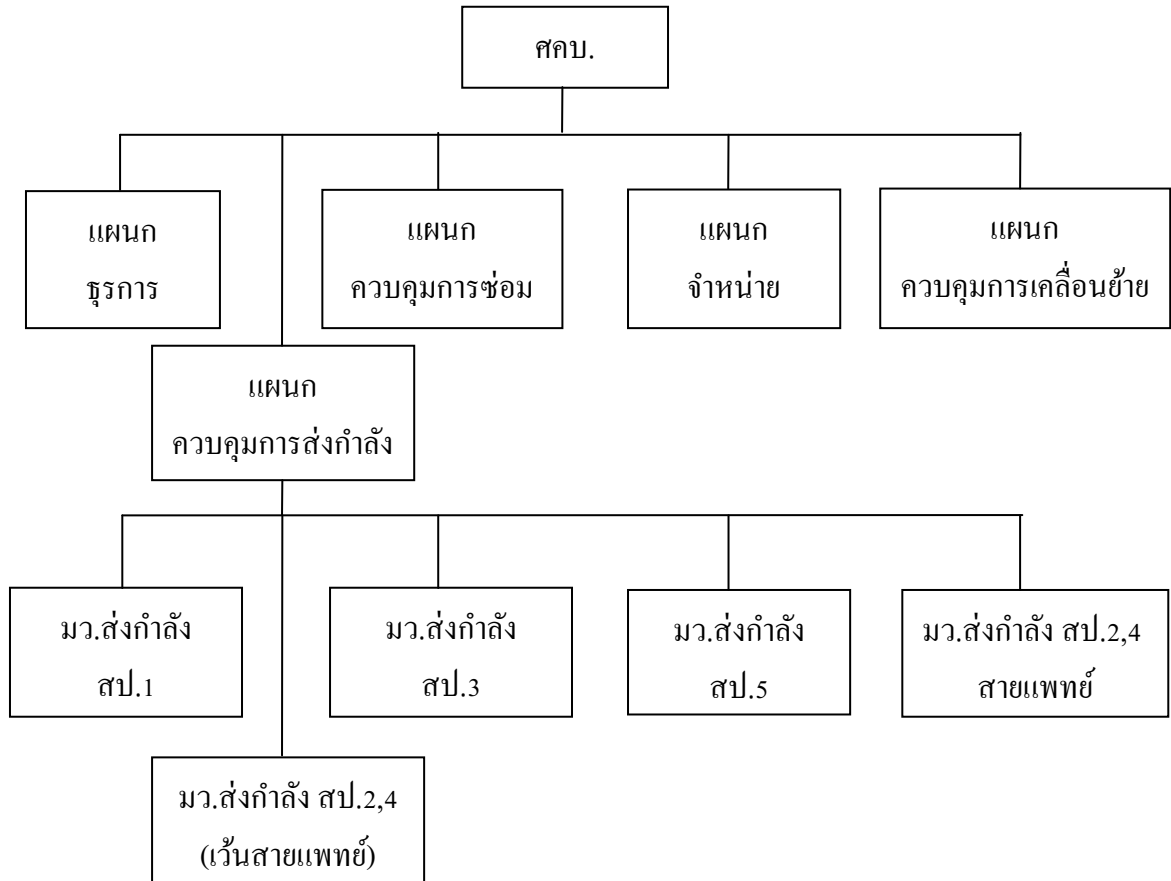 ศคบ.
แผนก
ธุรการ
แผนก
ควบคุมการซ่อม
แผนก
จำหน่าย
แผนก
ควบคุมการเคลื่อนย้าย
แผนก
ควบคุมการส่งกำลัง
มว.ส่งกำลัง
สป.1
มว.ส่งกำลัง
สป.3
มว.ส่งกำลัง
สป.5
มว.ส่งกำลัง สป.2,4
สายแพทย์
มว.ส่งกำลัง สป.2,4
(เว้นสายแพทย์)